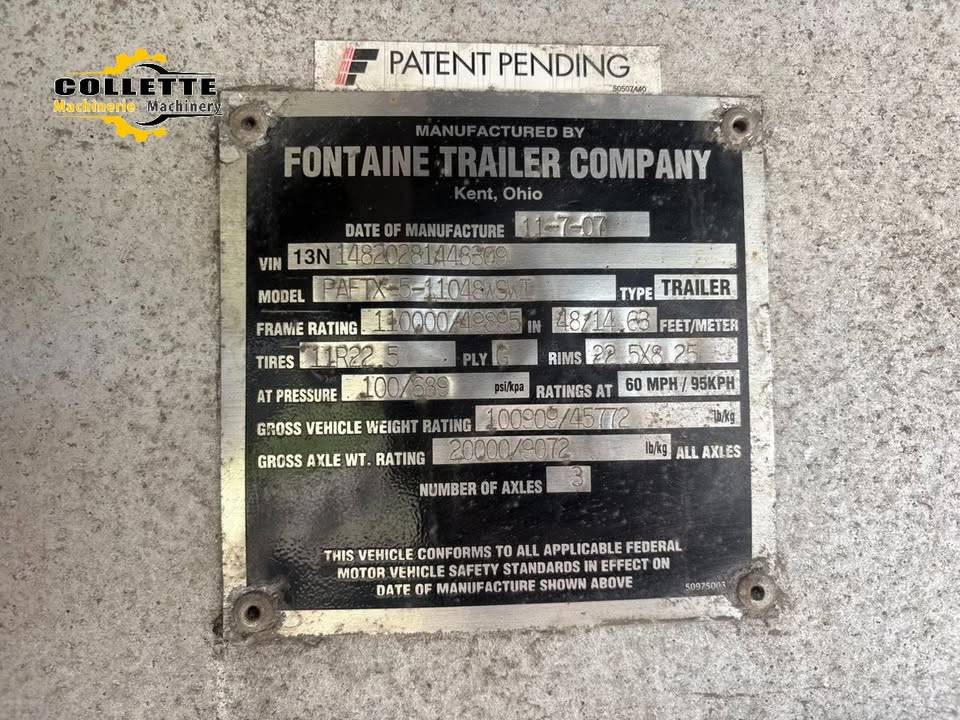 COLLETTE
Machinerie Machinery
PATENT PENDING
50507440
MANUFACTURED BY
FONTAINE TRAILER COMPANY
Kent, Ohio
DATE OF MANUFACTURE 11-7-07
VIN 13N 14820281448309
MODEL TYPE TRAILER
FRAME RATING 110000/49895 IN 48/14.63 FEET/METER
TIRES 11R22.5 PLY G RIMS 22.5X8.25
AT PRESSURE 100/689 psi/kpa RATINGS AT 60 MPH / 95KPH
GROSS VEHICLE WEIGHT RATING 100909/45772 lb/kg
GROSS AXLE WT. RATING 20000/9072 lb/kg ALL AXLES
NUMBER OF AXLES 3
THIS VEHICLE CONFORMS TO ALL APPLICABLE FEDERAL
MOTOR VEHICLE SAFETY STANDARDS IN EFFECT ON
DATE OF MANUFACTURE SHOWN ABOVE
50975003